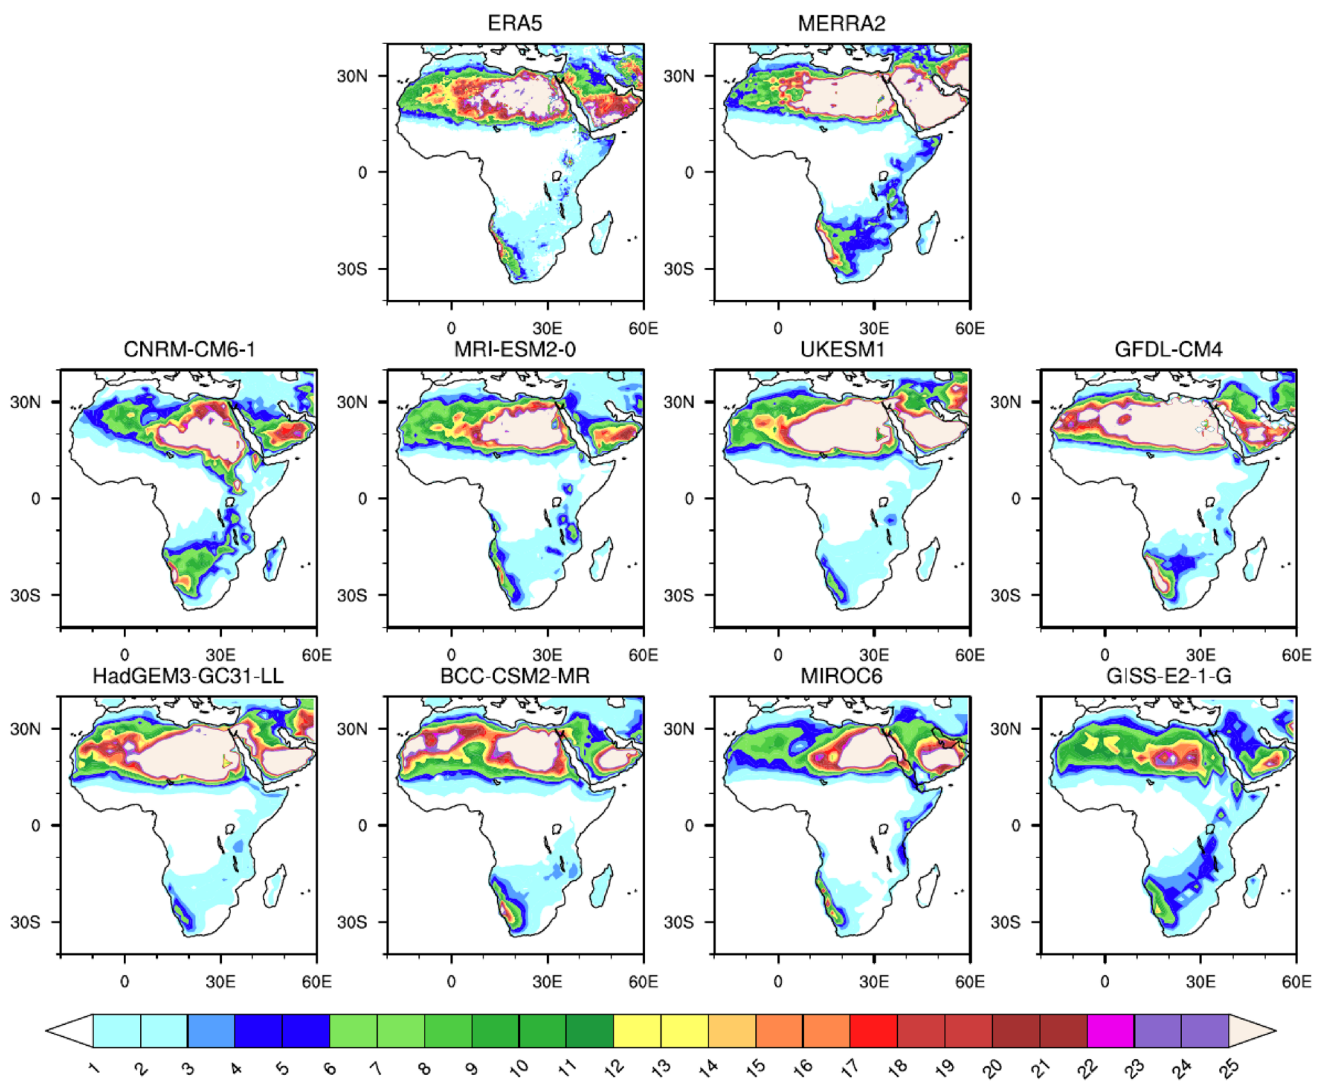 ERA5 MERRA2
30N 30N
0 0
30S 30S
0 30E 60E 0 30E 60E
CNRM-CM6-1 MRI-ESM2-0 UKESM1 GFDL-CM4
30N 30N 30N 30N
0 0 0 0
30S 30S 30S 30S
0 30E 60E 0 30E 60E 0 30E 60E 0 30E 60E
HadGEM3-GC31-LL BCC-CSM2-MR MIROC6 GISS-E2-1-G
30N 30N 30N 30N
0 0 0 0
30S 30S 30S 30S
0 30E 60E 0 30E 60E 0 30E 60E 0 30E 60E
1 2 3 4 5 6 7 8 9 10 11 12 13 14 15 16 17 18 19 20 21 22 23 24 25